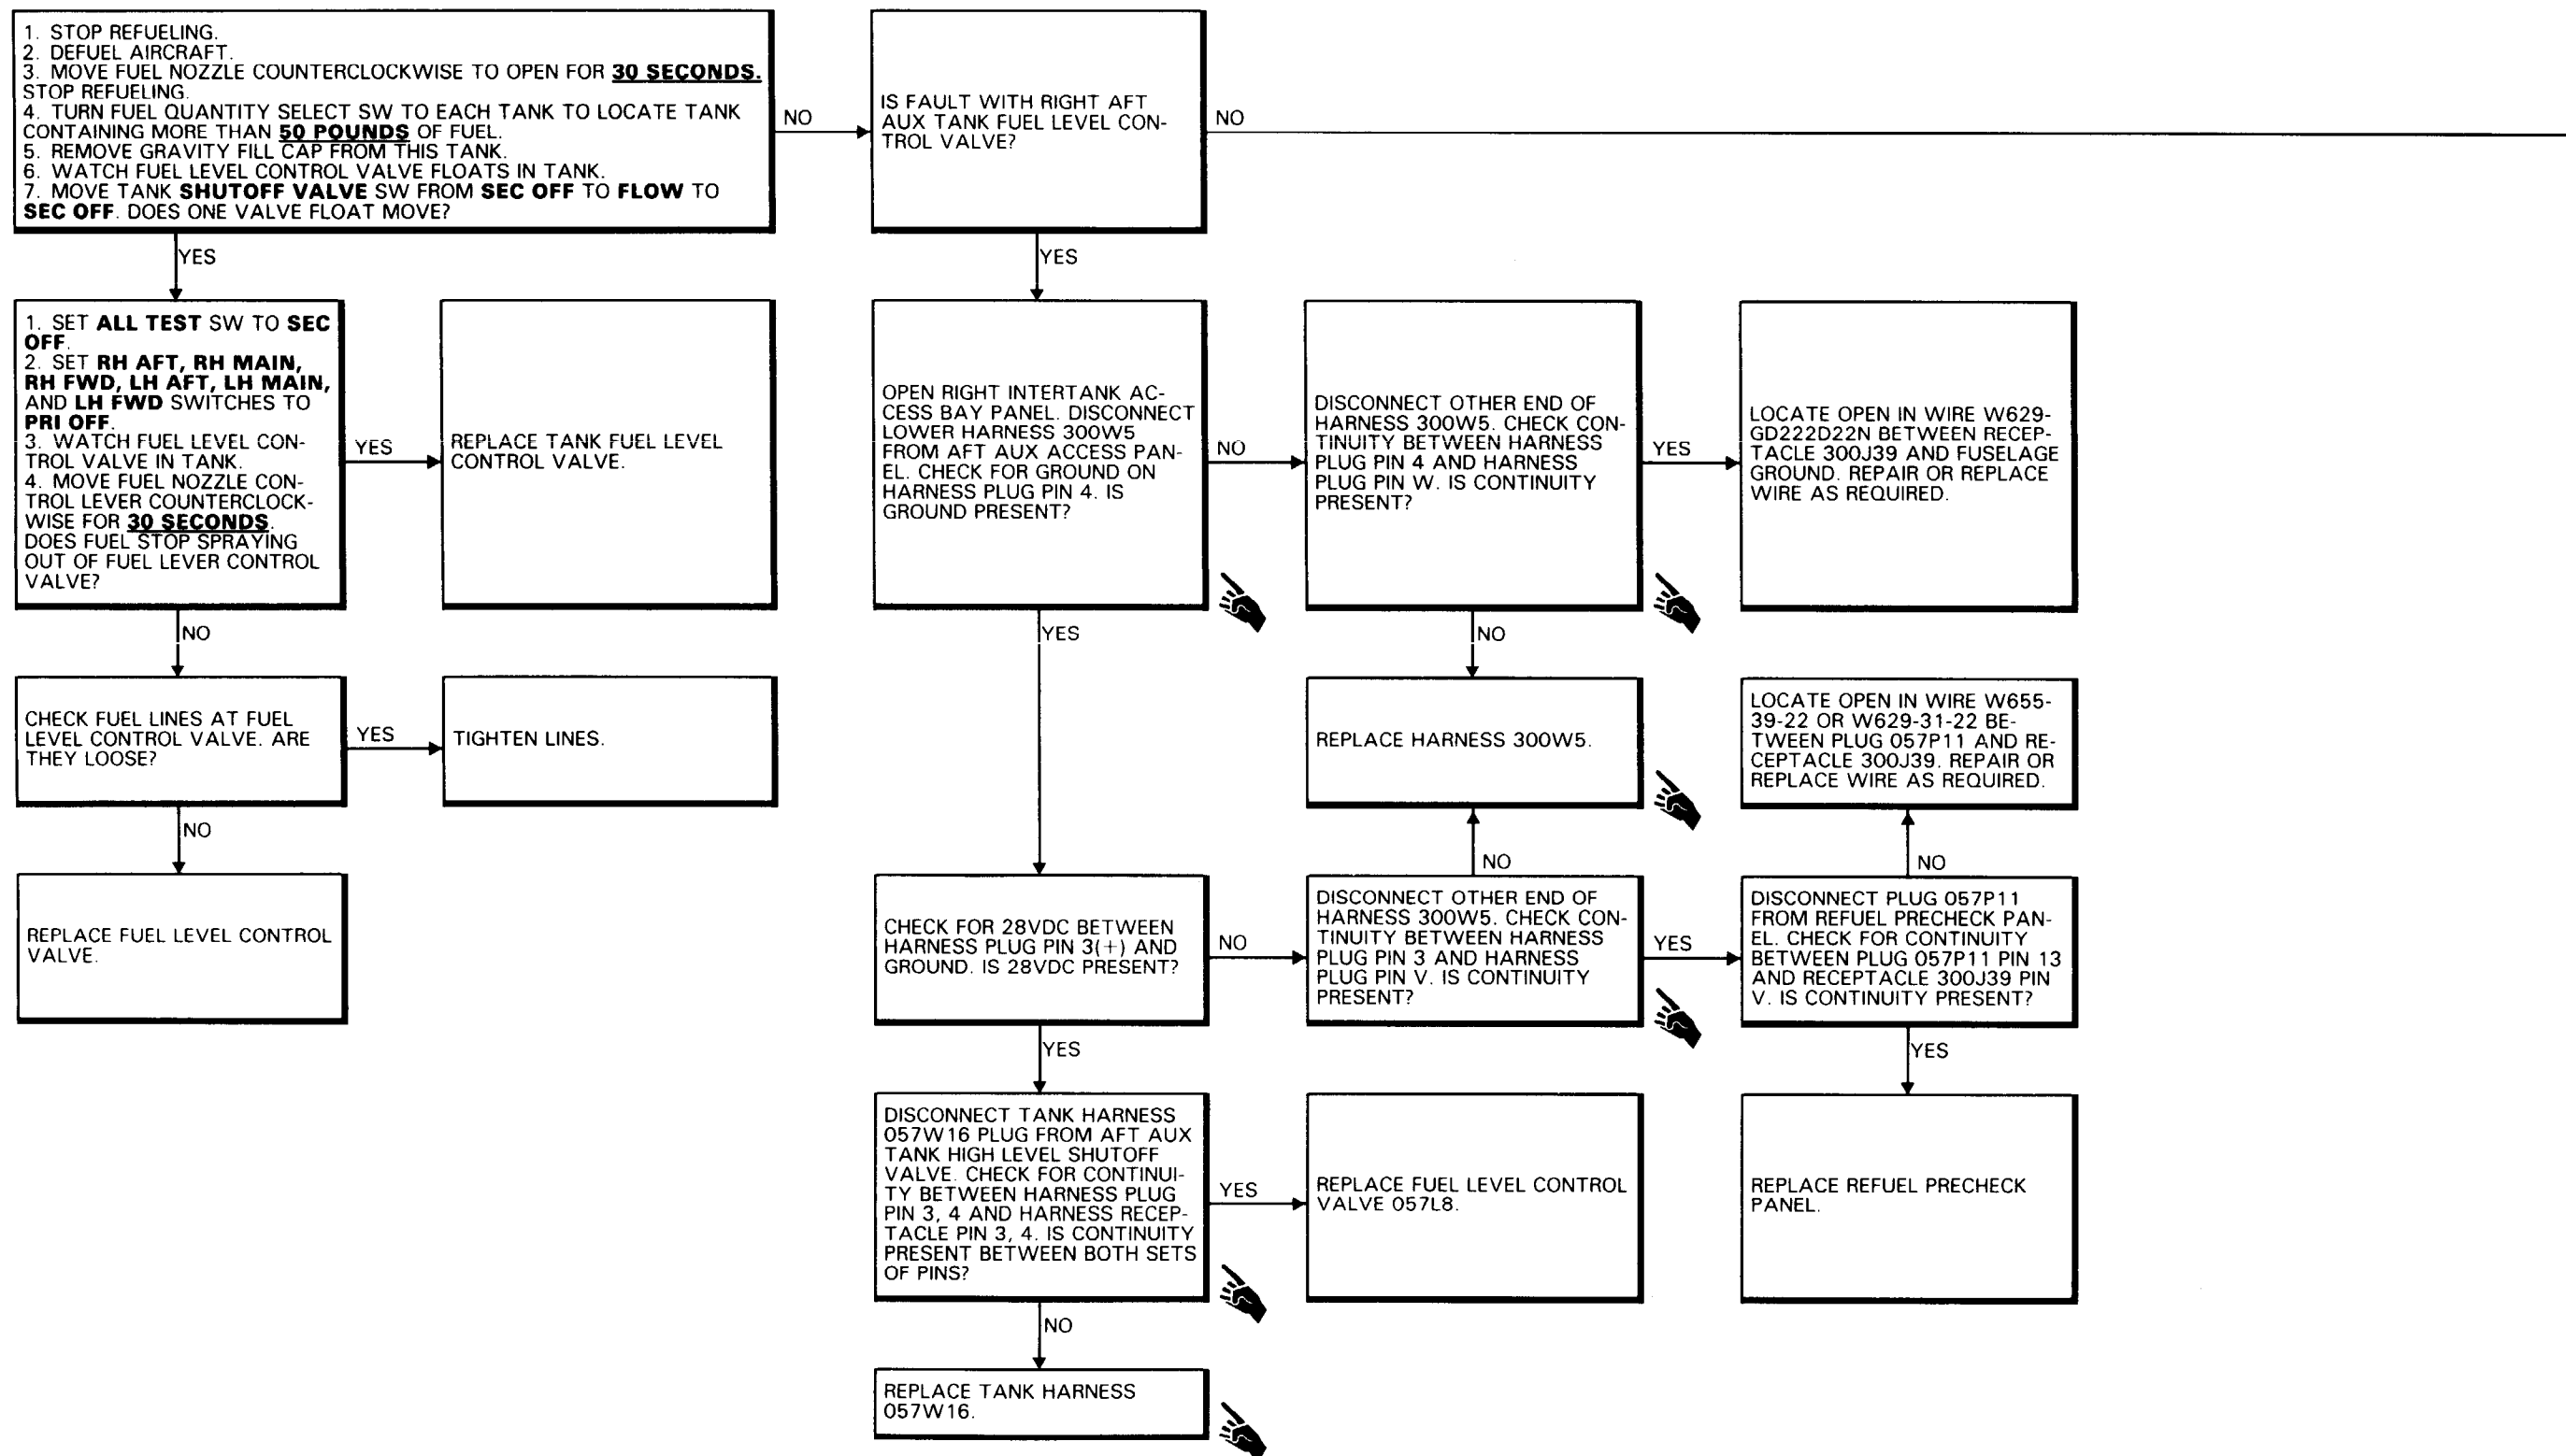 1. STOP REFUELING.
2. DEFUEL AIRCRAFT.
3. MOVE FUEL NOZZLE COUNTERCLOCKWISE TO OPEN FOR 30 SECONDS.
STOP REFUELING.
4. TURN FUEL QUANTITY SELECT SW TO EACH TANK TO LOCATE TANK
CONTAINING MORE THAN 50 POUNDS OF FUEL.
5. REMOVE GRAVITY FILL CAP FROM THIS TANK.
6. WATCH FUEL LEVEL CONTROL VALVE FLOATS IN TANK.
7. MOVE TANK SHUTOFF VALVE SW FROM SEC OFF TO FLOW TO
SEC OFF. DOES ONE VALVE FLOAT MOVE?
NO
IS FAULT WITH RIGHT AFT
AUX TANK FUEL LEVEL CON-
TROL VALVE?
NO
YES
YES
1. SET ALL TEST SW TO SEC
OFF.
2. SET RH AFT, RH MAIN,
RH FWD, LH AFT, LH MAIN,
AND LH FWD SWITCHES TO
PRI OFF.
3. WATCH FUEL LEVEL CON-
TROL VALVE IN TANK.
4. MOVE FUEL NOZZLE CON-
TROL LEVER COUNTERCLOCK-
WISE FOR 30 SECONDS.
DOES FUEL STOP SPRAYING
OUT OF FUEL LEVER CONTROL
VALVE?
YES
REPLACE TANK FUEL LEVEL
CONTROL VALVE.
OPEN RIGHT INTERTANK AC-
CESS BAY PANEL. DISCONNECT
LOWER HARNESS 300W5
FROM AFT AUX ACCESS PAN-
EL. CHECK FOR GROUND ON
HARNESS PLUG PIN 4. IS
GROUND PRESENT?
NO
DISCONNECT OTHER END OF
HARNESS 300W5. CHECK CON-
TINUITY BETWEEN HARNESS
PLUG PIN 4 AND HARNESS
PLUG PIN W. IS CONTINUITY
PRESENT?
YES
LOCATE OPEN IN WIRE W629-
GD222D22N BETWEEN RECEP-
TACLE 300J39 AND FUSELAGE
GROUND. REPAIR OR REPLACE
WIRE AS REQUIRED.
NO
YES
NO
CHECK FUEL LINES AT FUEL
LEVEL CONTROL VALVE. ARE
THEY LOOSE?
YES
TIGHTEN LINES.
REPLACE HARNESS 300W5.
LOCATE OPEN IN WIRE W655-
39-22 OR W629-31-22 BE-
TWEEN PLUG 057P11 AND RE-
CEPTACLE 300J39. REPAIR OR
REPLACE WIRE AS REQUIRED.
NO
NO
NO
REPLACE FUEL LEVEL CONTROL
VALVE.
CHECK FOR 28VDC BETWEEN
HARNESS PLUG PIN 3(+) AND
GROUND. IS 28VDC PRESENT?
NO
DISCONNECT OTHER END OF
HARNESS 300W5. CHECK CON-
TINUITY BETWEEN HARNESS
PLUG PIN 3 AND HARNESS
PLUG PIN V. IS CONTINUITY
PRESENT?
YES
DISCONNECT PLUG 057P11
FROM REFUEL PRECHECK PAN-
EL. CHECK FOR CONTINUITY
BETWEEN PLUG 057P11 PIN 13
AND RECEPTACLE 300J39 PIN
V. IS CONTINUITY PRESENT?
YES
YES
DISCONNECT TANK HARNESS
057W16 PLUG FROM AFT AUX
TANK HIGH LEVEL SHUTOFF
VALVE. CHECK FOR CONTINUI-
TY BETWEEN HARNESS PLUG
PIN 3, 4 AND HARNESS RECEP-
TACLE PIN 3, 4. IS CONTINUITY
PRESENT BETWEEN BOTH SETS
OF PINS?
YES
REPLACE FUEL LEVEL CONTROL
VALVE 057L8.
REPLACE REFUEL PRECHECK
PANEL.
NO
REPLACE TANK HARNESS
057W16.